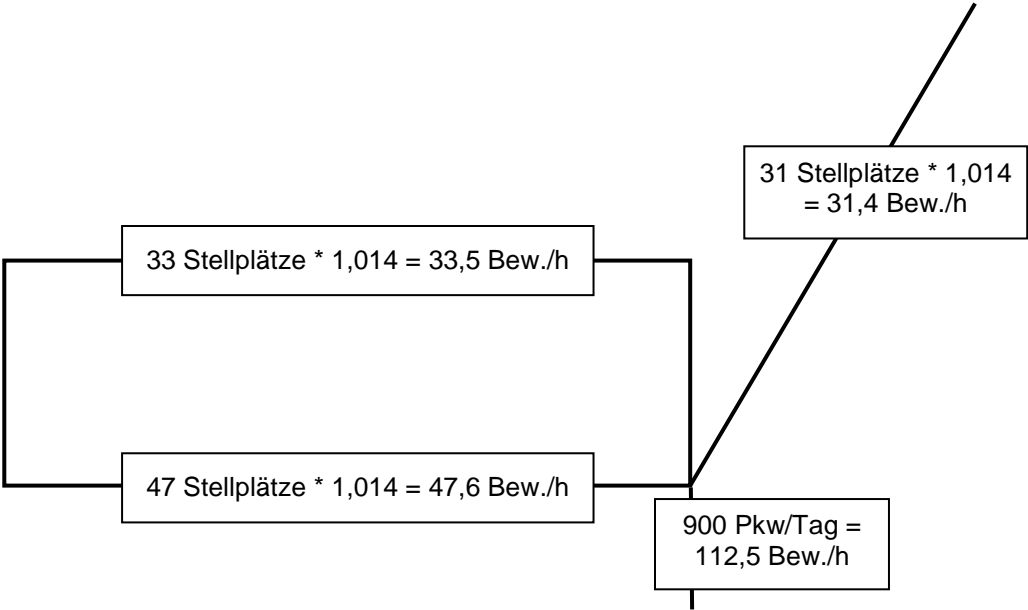 31 Stellplätze * 1,014
= 31,4 Bew./h
33 Stellplätze * 1,014 = 33,5 Bew./h
47 Stellplätze * 1,014 = 47,6 Bew./h
900 Pkw/Tag =
112,5 Bew./h